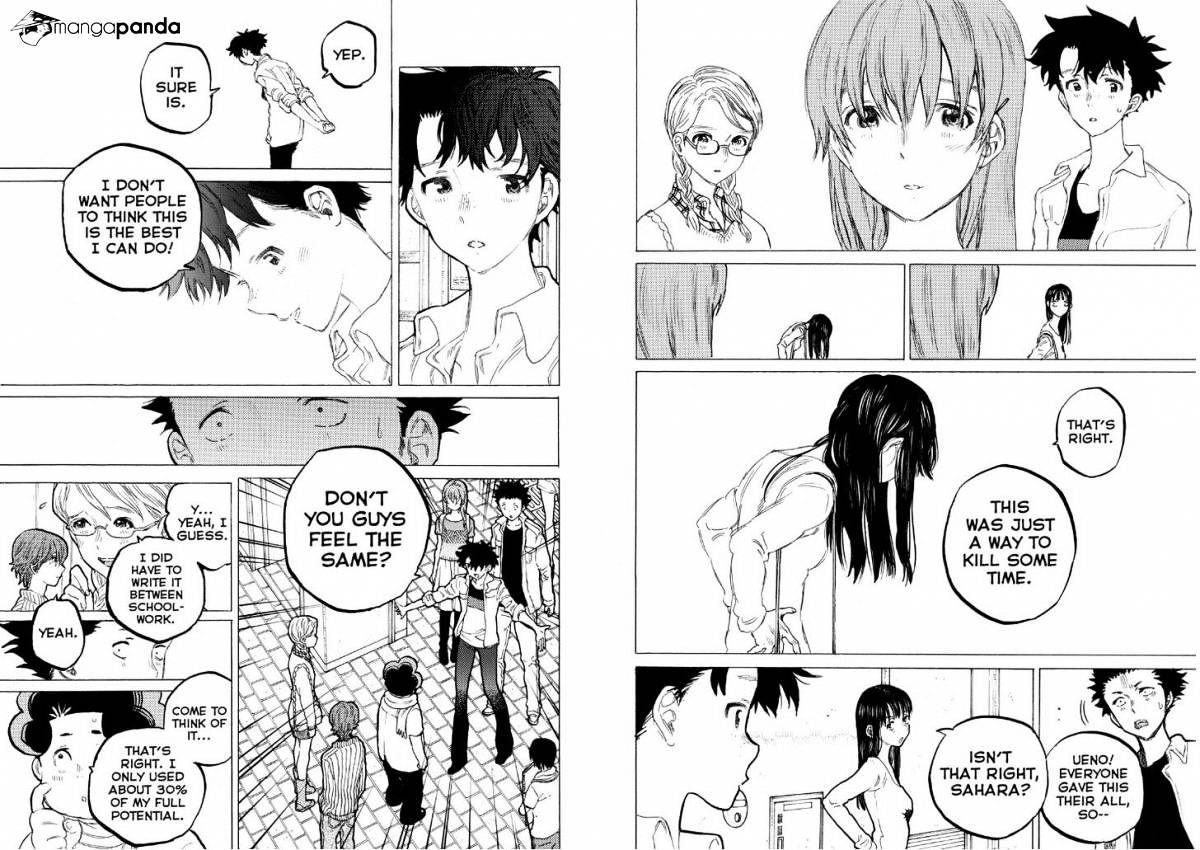 mangapanda
THAT'S
RIGHT.
THIS
WAS JUST
A WAY TO
KILL SOME
TIME.
UENO!
EVERYONE
GAVE THIS
THEIR ALL,
SO--
ISN'T
THAT RIGHT,
SAHARA?
YEP.
IT
SURE
IS.
I DON'T
WANT PEOPLE
TO THINK THIS
IS THE BEST
I CAN DO!
DON'T
YOU GUYS
FEEL THE
SAME?
Y...
YEAH, I
GUESS.
I DID
HAVE TO
WRITE IT
BETWEEN
SCHOOL-
WORK.
YEAH.
COME TO
THINK OF
IT...
THAT'S
RIGHT. I
ONLY USED
ABOUT 30%
OF MY FULL
POTENTIAL.